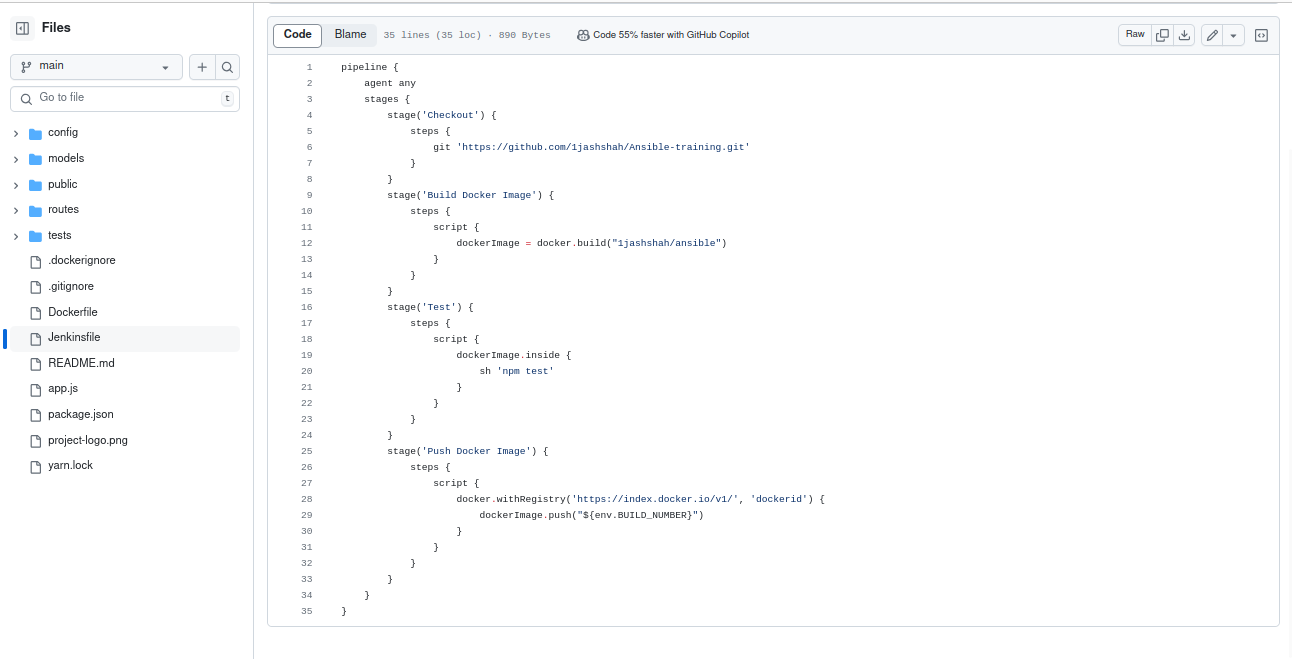 Files
main
Go to file
t
config
models
public
routes
tests
.dockerignore
.gitignore
Dockerfile
Jenkinsfile
README.md
app.js
package.json
project-logo.png
yarn.lock
Code Blame 35 lines (35 loc) · 890 Bytes Code 55% faster with GitHub Copilot Raw
1 pipeline {
2 agent any
3 stages {
4 stage('Checkout') {
5 steps {
6 git 'https://github.com/1jashshah/Ansible-training.git'
7 }
8 }
9 stage('Build Docker Image') {
10 steps {
11 script {
12 dockerImage = docker.build("1jashshah/ansible")
13 }
14 }
15 }
16 stage('Test') {
17 steps {
18 script {
19 dockerImage.inside {
20 sh 'npm test'
21 }
22 }
23 }
24 }
25 stage('Push Docker Image') {
26 steps {
27 script {
28 docker.withRegistry('https://index.docker.io/v1/', 'dockerid') {
29 dockerImage.push("${env.BUILD_NUMBER}")
30 }
31 }
32 }
33 }
34 }
35 }